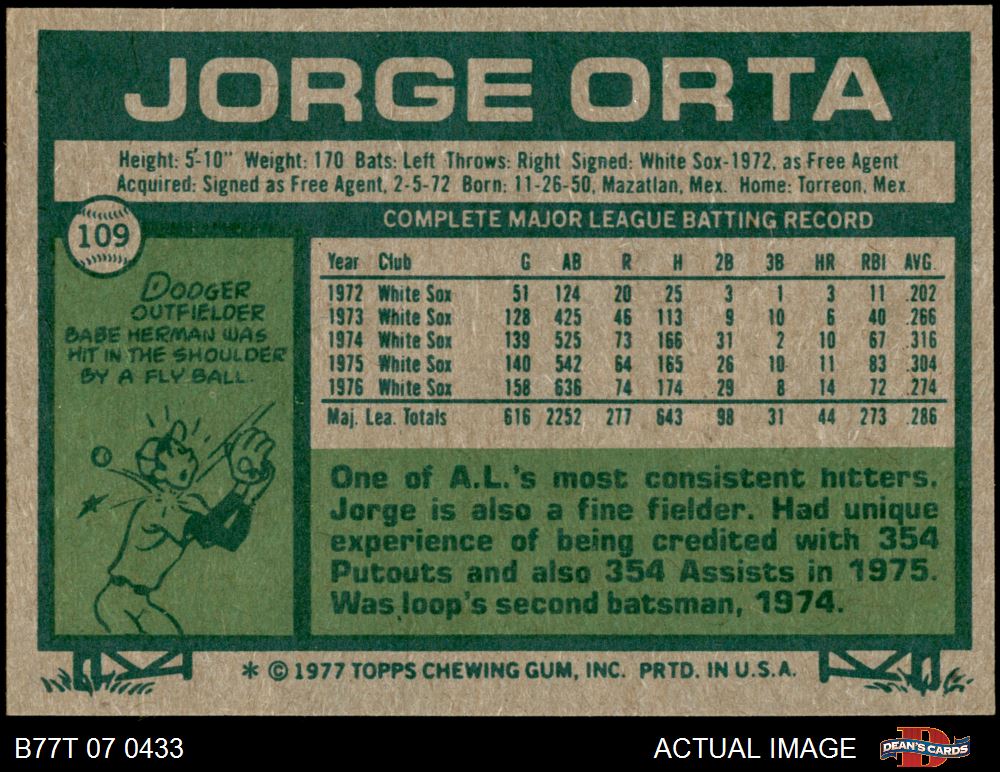 JORGE ORTA
Height: 5'-10" Weight: 170 Bats: Left Throws: Right Signed: White Sox-1972, as Free Agent
Acquired: Signed as Free Agent, 2-5-72 Born: 11-26-50, Mazatlan, Mex. Home: Torreon, Mex.
109
COMPLETE MAJOR LEAGUE BATTING RECORD
DODGER
OUTFIELDER
BABE HERMAN WAS
HIT IN THE SHOULDER
BY A FLY BALL.
Year Club G AB R H 2B 3B HR RBI AVG.
1972 White Sox 51 124 20 25 3 1 3 11 .202
1973 White Sox 128 425 46 113 9 10 6 40 .266
1974 White Sox 139 525 73 166 31 2 10 67 .316
1975 White Sox 140 542 64 165 26 10 11 83 .304
1976 White Sox 158 636 74 174 29 8 14 72 .274
Maj. Lea. Totals 616 2252 277 643 98 31 44 273 .286
One of A.L.'s most consistent hitters.
Jorge is also a fine fielder. Had unique
experience of being credited with 354
Putouts and also 354 Assists in 1975.
Was loop's second batsman, 1974.
* © 1977 TOPPS CHEWING GUM, INC. PRTD. IN U.S.A.
B77T 07 0433
ACTUAL IMAGE
D
DEAN'S CARDS